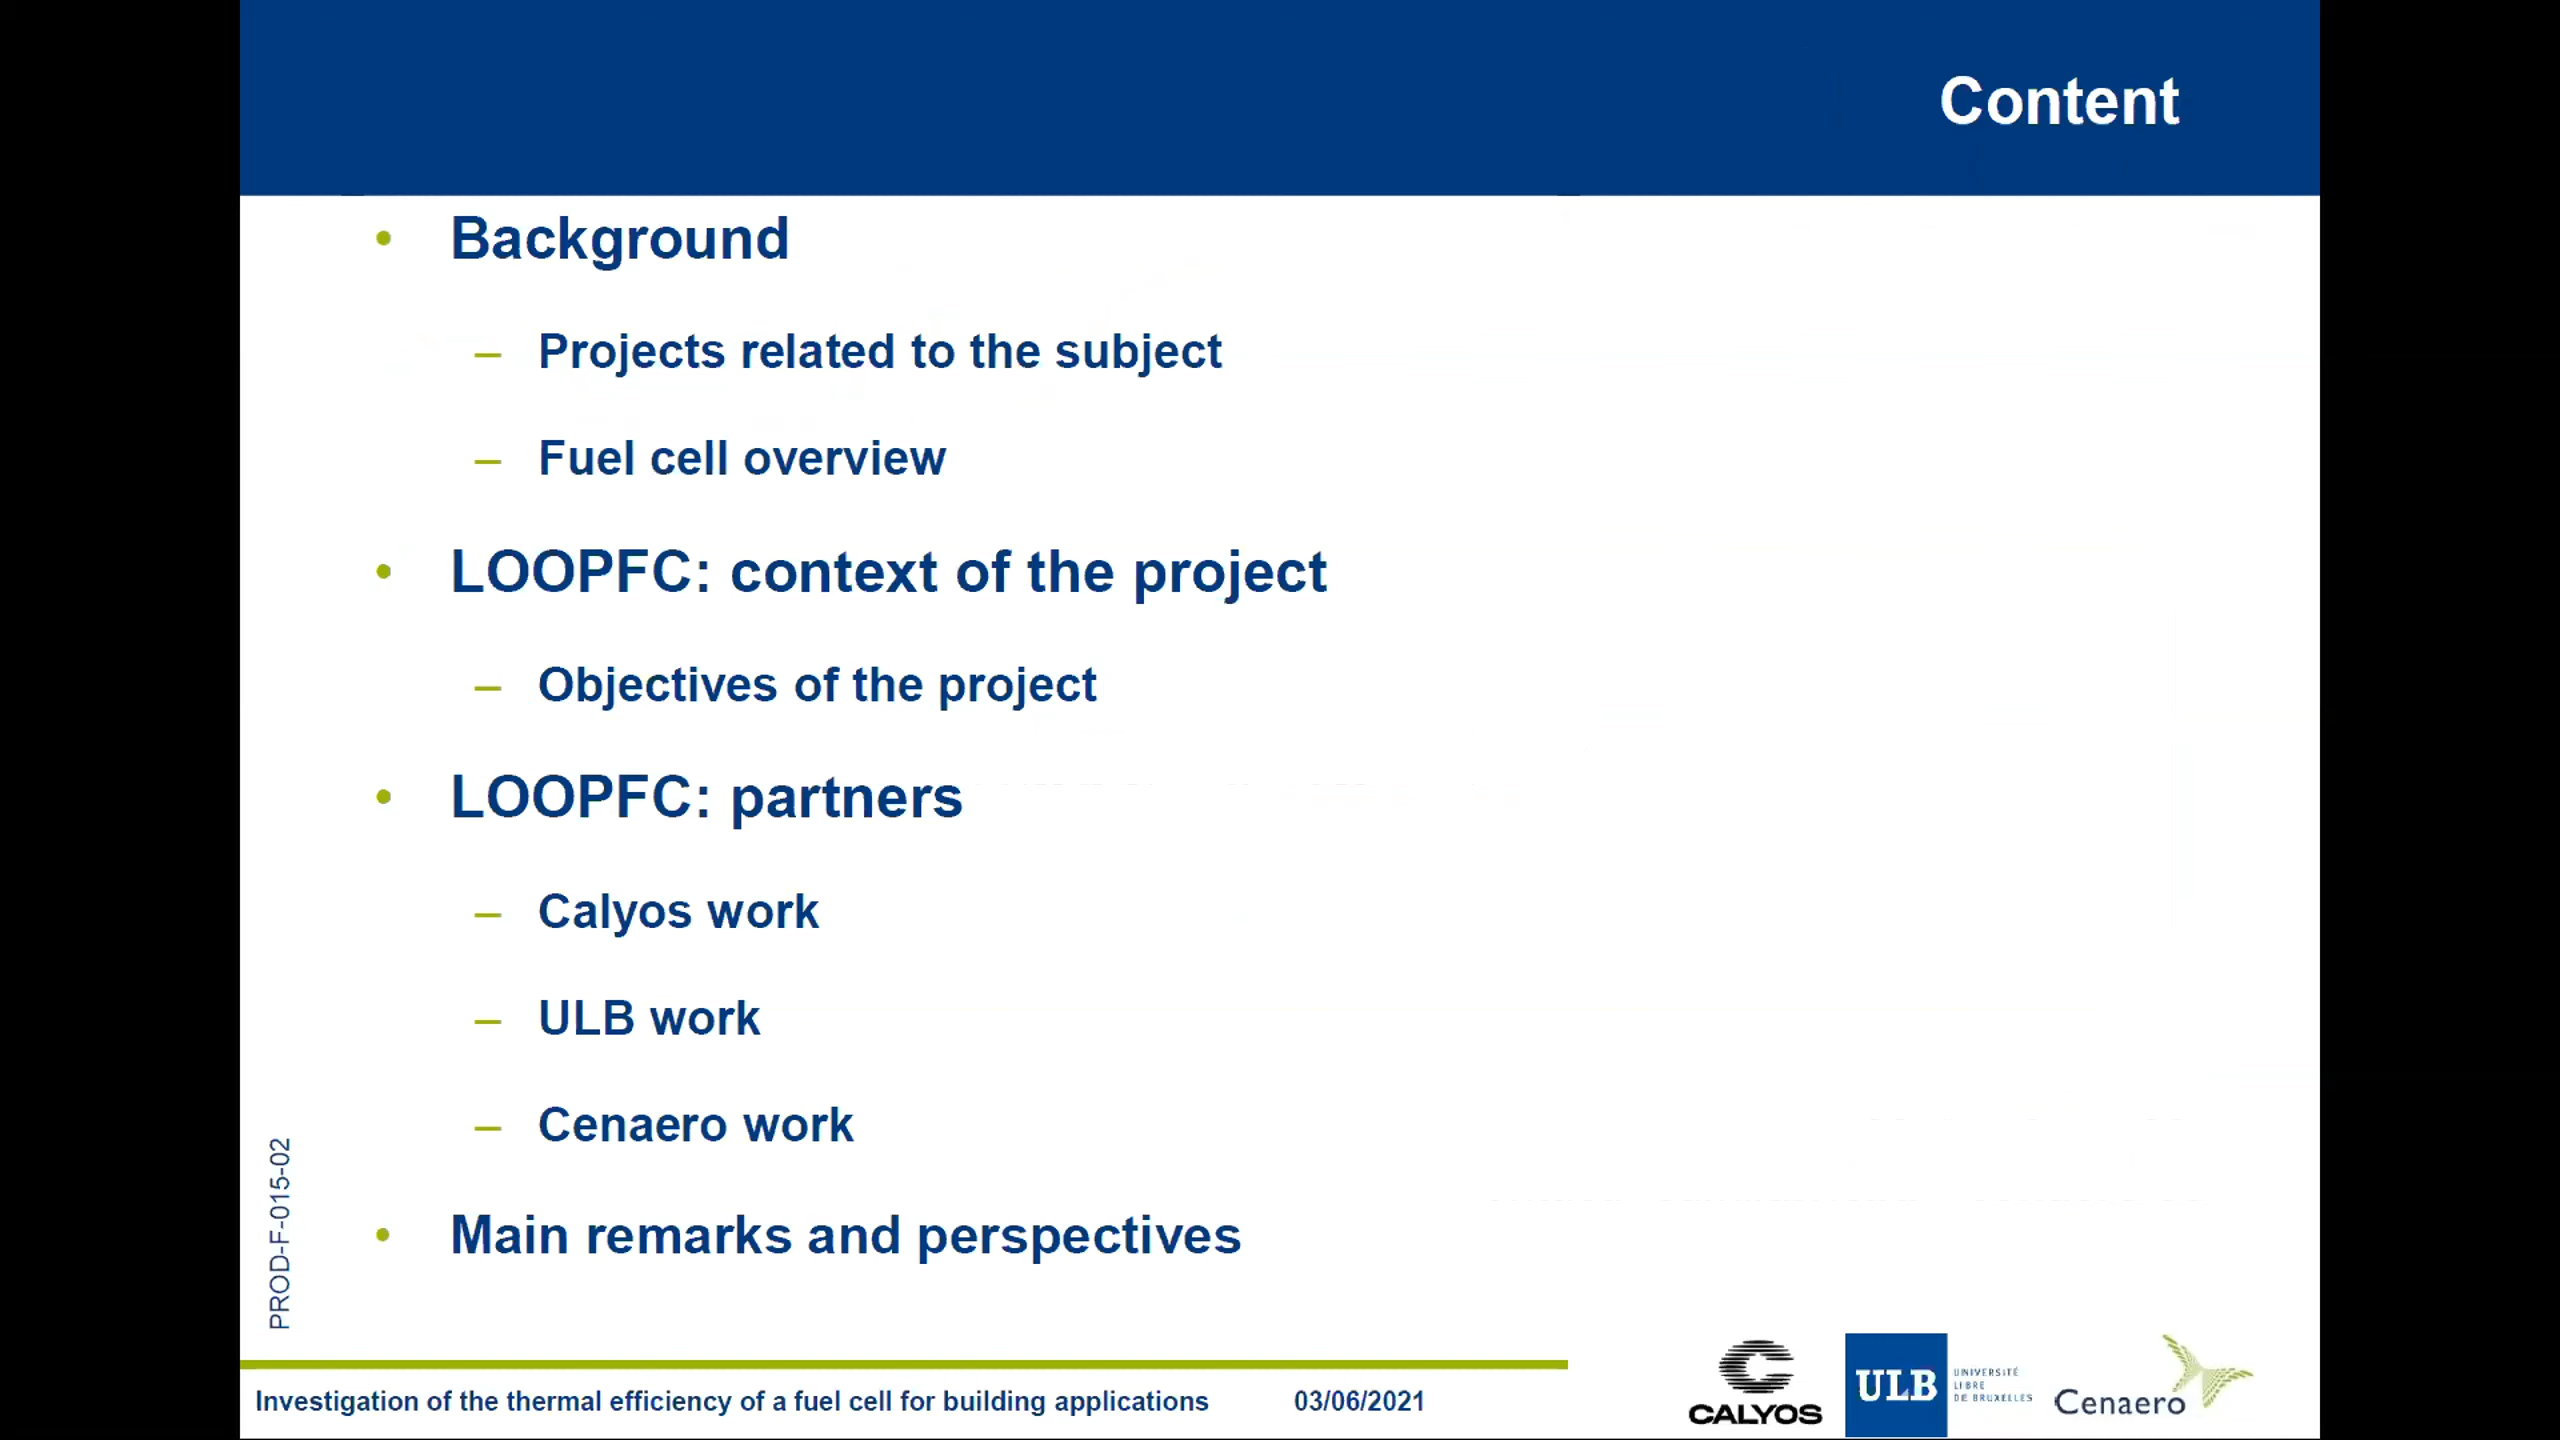 Content
• Background
– Projects related to the subject
– Fuel cell overview
• LOOPFC: context of the project
– Objectives of the project
• LOOPFC: partners
– Calyos work
– ULB work
– Cenaero work
• Main remarks and perspectives
PROD-F-015-02
Investigation of the thermal efficiency of a fuel cell for building applications 03/06/2021
CALYOS
ULB
UNIVERSITÉ
LIBRE
DE BRUXELLES
Cenaero